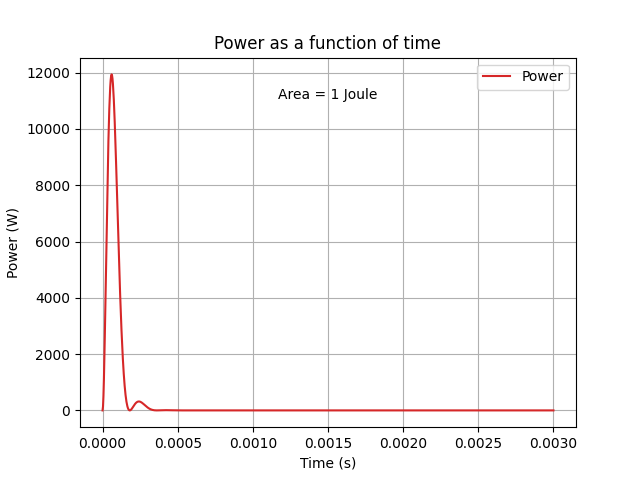 Power as a function of time
Power
Area = 1 Joule
Power (W)
12000
10000
8000
6000
4000
2000
0
0.0000 0.0005 0.0010 0.0015 0.0020 0.0025 0.0030
Time (s)